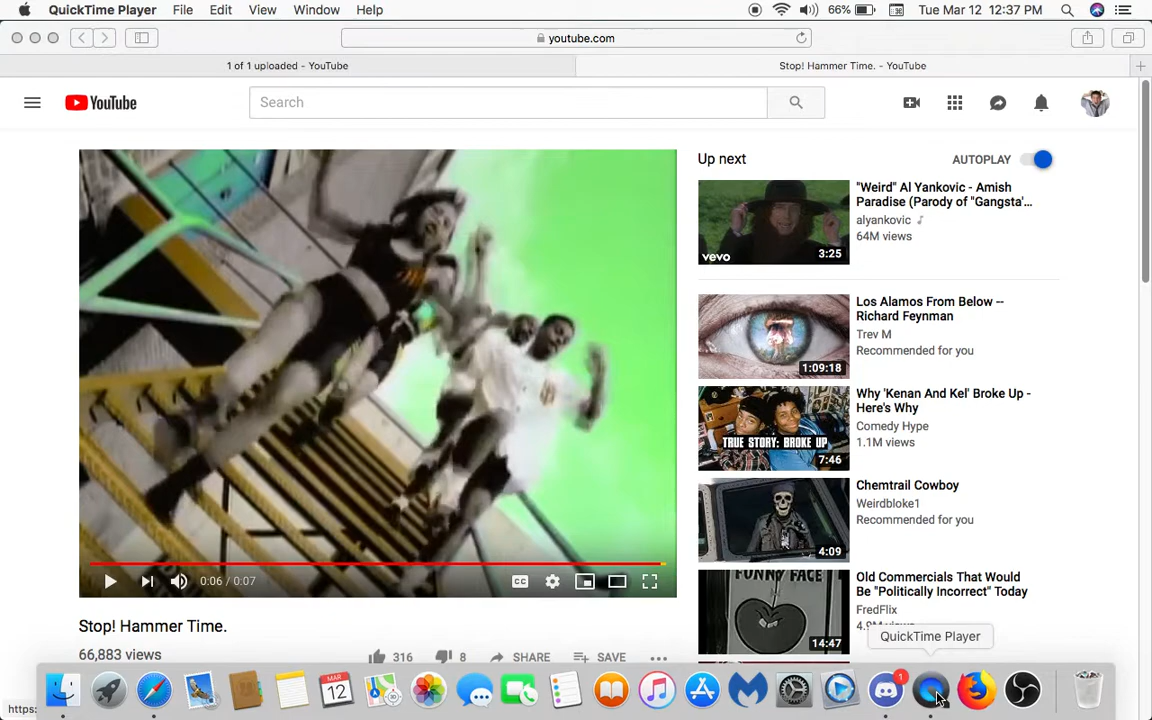 QuickTime Player File Edit View Window Help 66% Tue Mar 12 12:37 PM
youtube.com
1 of 1 uploaded - YouTube Stop! Hammer Time. - YouTube
YouTube Search
Up next AUTOPLAY
"Weird" Al Yankovic - Amish
Paradise (Parody of "Gangsta'...
alyankovic
64M views
vevo 3:25
Los Alamos From Below --
Richard Feynman
Trev M
Recommended for you
1:09:18
Why 'Kenan And Kel' Broke Up -
Here's Why
Comedy Hype
1.1M views
TRUE STORY: BROKE UP
7:46
Chemtrail Cowboy
Weirdbloke1
Recommended for you
4:09
Old Commercials That Would
Be "Politically Incorrect" Today
FredFlix
FUNNY FACE
14:47
0:06 / 0:07 CC
Stop! Hammer Time.
66,883 views
316 8 SHARE SAVE
QuickTime Player
MAR
12
1
https: